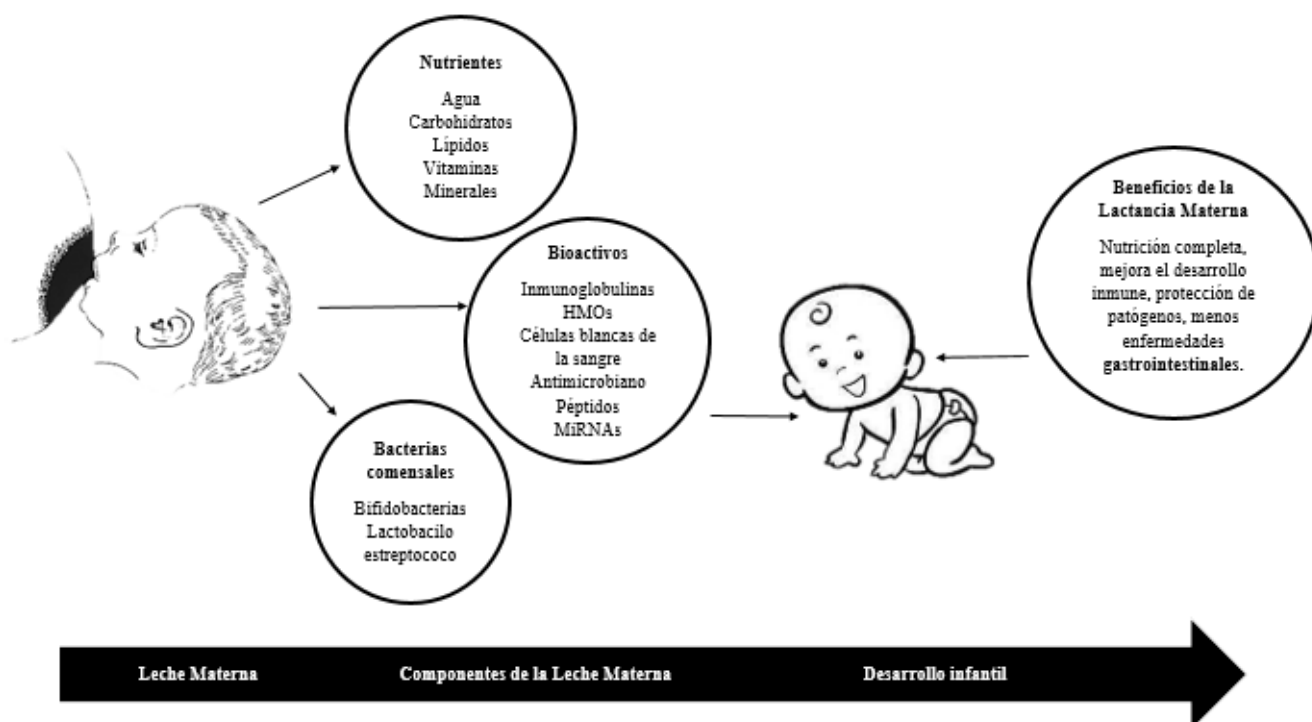 Nutrientes
Agua
Carbohidratos
Lípidos
Vitaminas
Minerales
Bioactivos
Inmunoglobulinas
HMOs
Células blancas de
la sangre
Antimicrobiano
Péptidos
MiRNAs
Bacterias
comensales
Bifidobacterias
Lactobacilo
estreptococo
Beneficios de la
Lactancia Materna
Nutrición completa,
mejora el desarrollo
inmune, protección de
patógenos, menos
enfermedades
gastrointestinales.
Leche Materna
Componentes de la Leche Materna
Desarrollo infantil